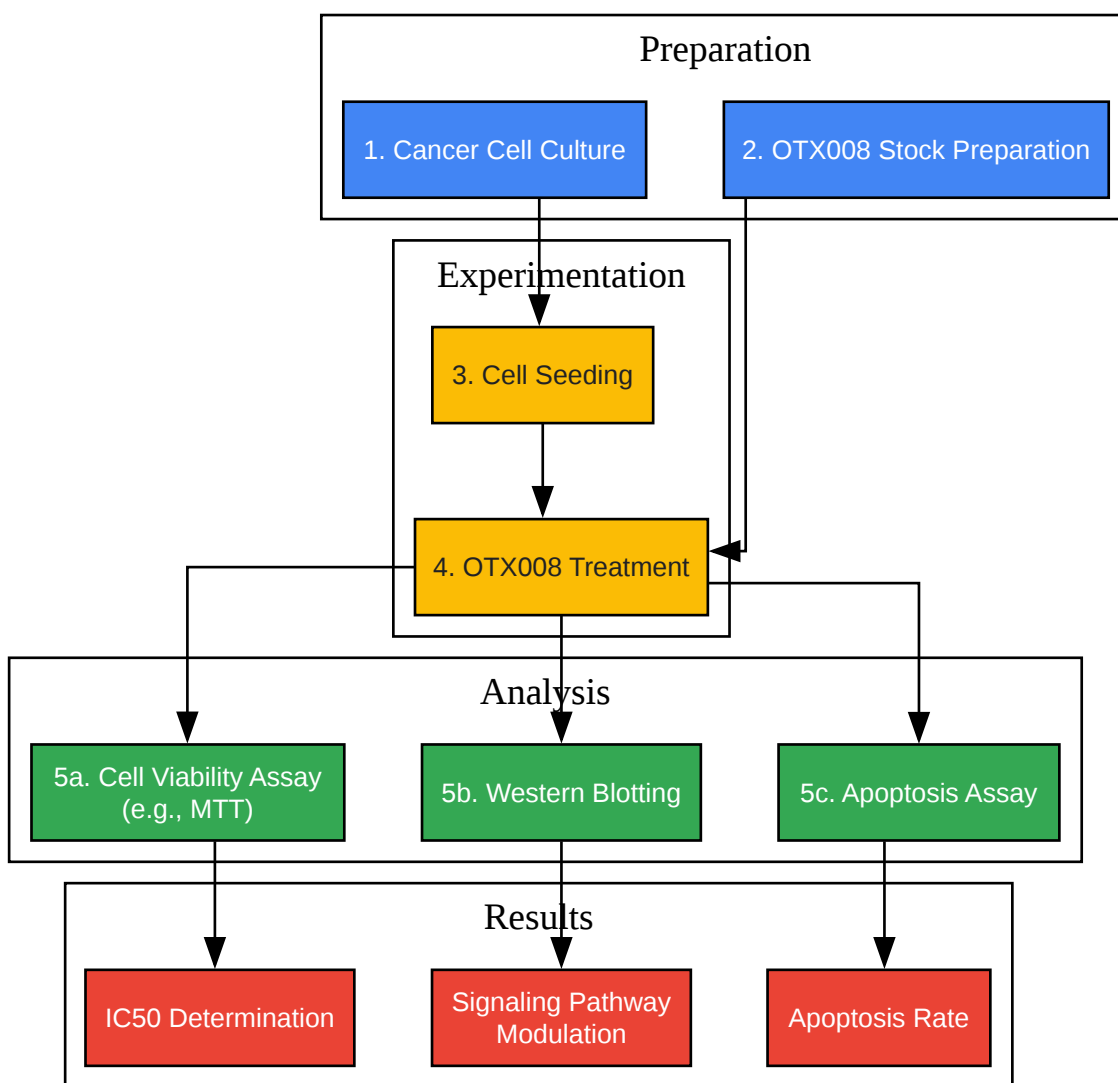 Preparation
1. Cancer Cell Culture
2. OTX008 Stock Preparation
Experimentation
3. Cell Seeding
4. OTX008 Treatment
Analysis
5a. Cell Viability Assay
(e.g., MTT)
5b. Western Blotting
5c. Apoptosis Assay
Results
IC50 Determination
Signaling Pathway
Modulation
Apoptosis Rate